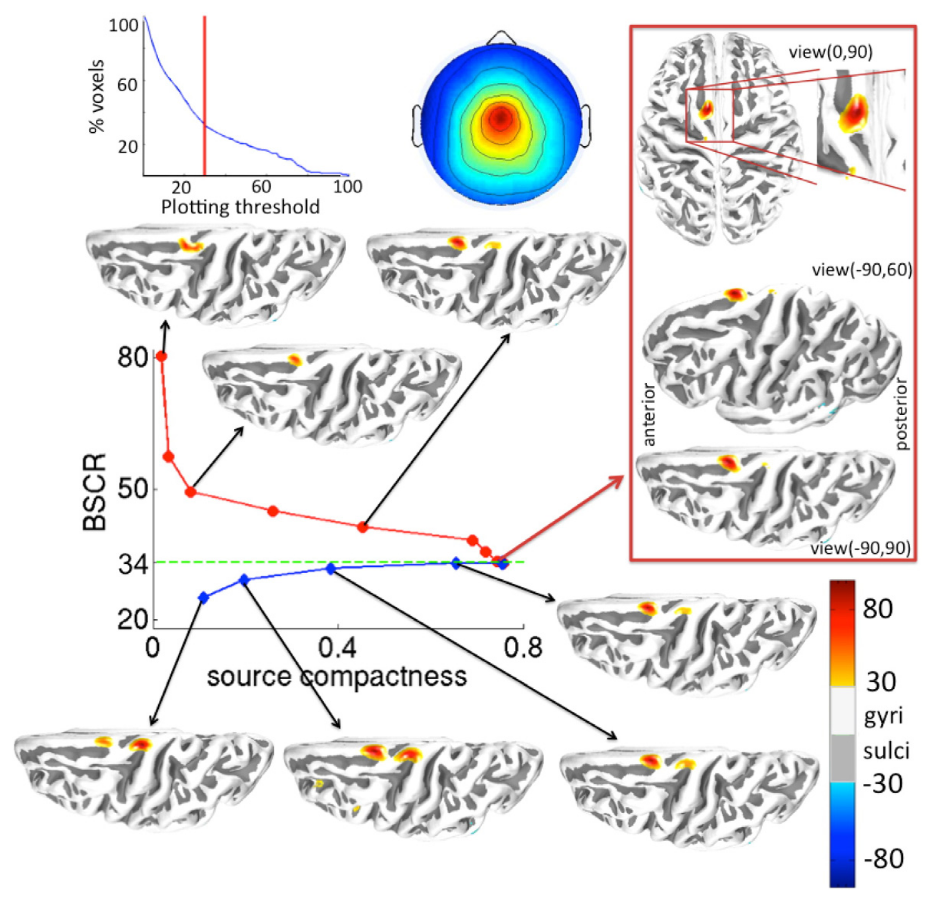 100
% voxels
60
20
20
60
100
Plotting threshold
view(0,90)
view(-90,60)
anterior
posterior
view(-90,90)
BSCR
80
50
34
20
0
0.4
0.8
source compactness
80
30
gyri
sulci
-30
-80